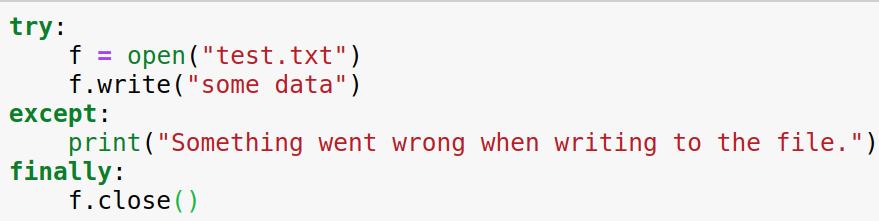 try:
    f = open("test.txt")
    f.write("some data")
except:
    print("Something went wrong when writing to the file.")
finally:
    f.close()